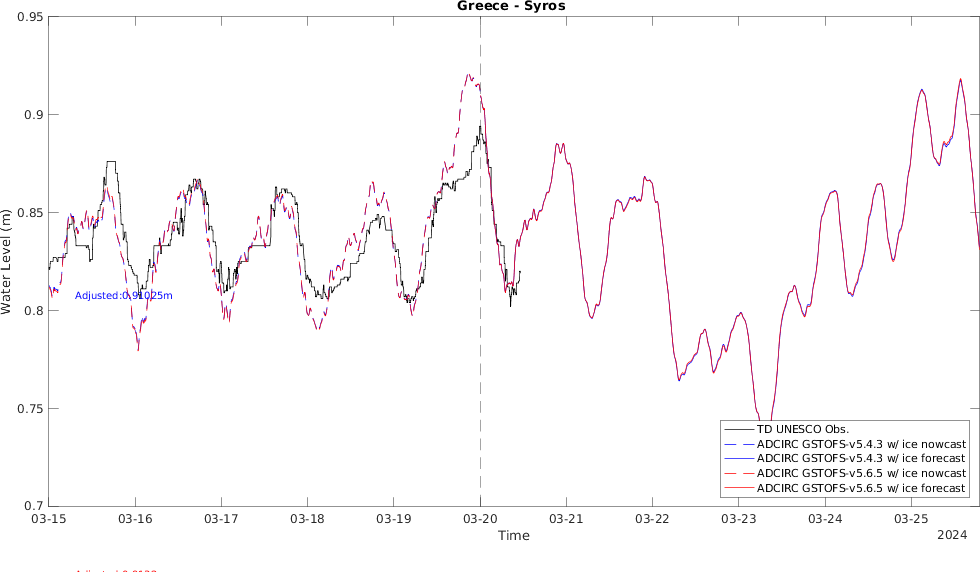 Greece - Syros
0.95
0.9
0.85
0.8
0.75
0.7
Water Level (m)
Adjusted:0.91025m
TD UNESCO Obs.
ADCIRC GSTOFS-v5.4.3 w/ ice nowcast
ADCIRC GSTOFS-v5.4.3 w/ ice forecast
ADCIRC GSTOFS-v5.6.5 w/ ice nowcast
ADCIRC GSTOFS-v5.6.5 w/ ice forecast
03-15 03-16 03-17 03-18 03-19 03-20 03-21 03-22 03-23 03-24 03-25
Time
2024